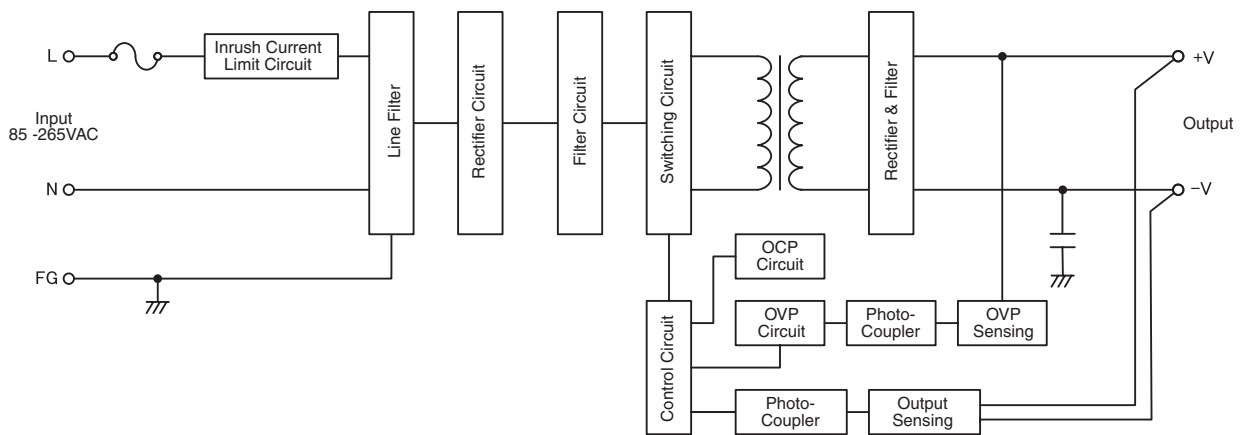 L
Inrush Current
Limit Circuit
Input
85 -265VAC
N
FG
Line Filter
Rectifier Circuit
Filter Circuit
Switching Circuit
Rectifier & Filter
+V
Output
−V
OCP
Circuit
Control Circuit
OVP
Circuit
Photo-
Coupler
OVP
Sensing
Photo-
Coupler
Output
Sensing